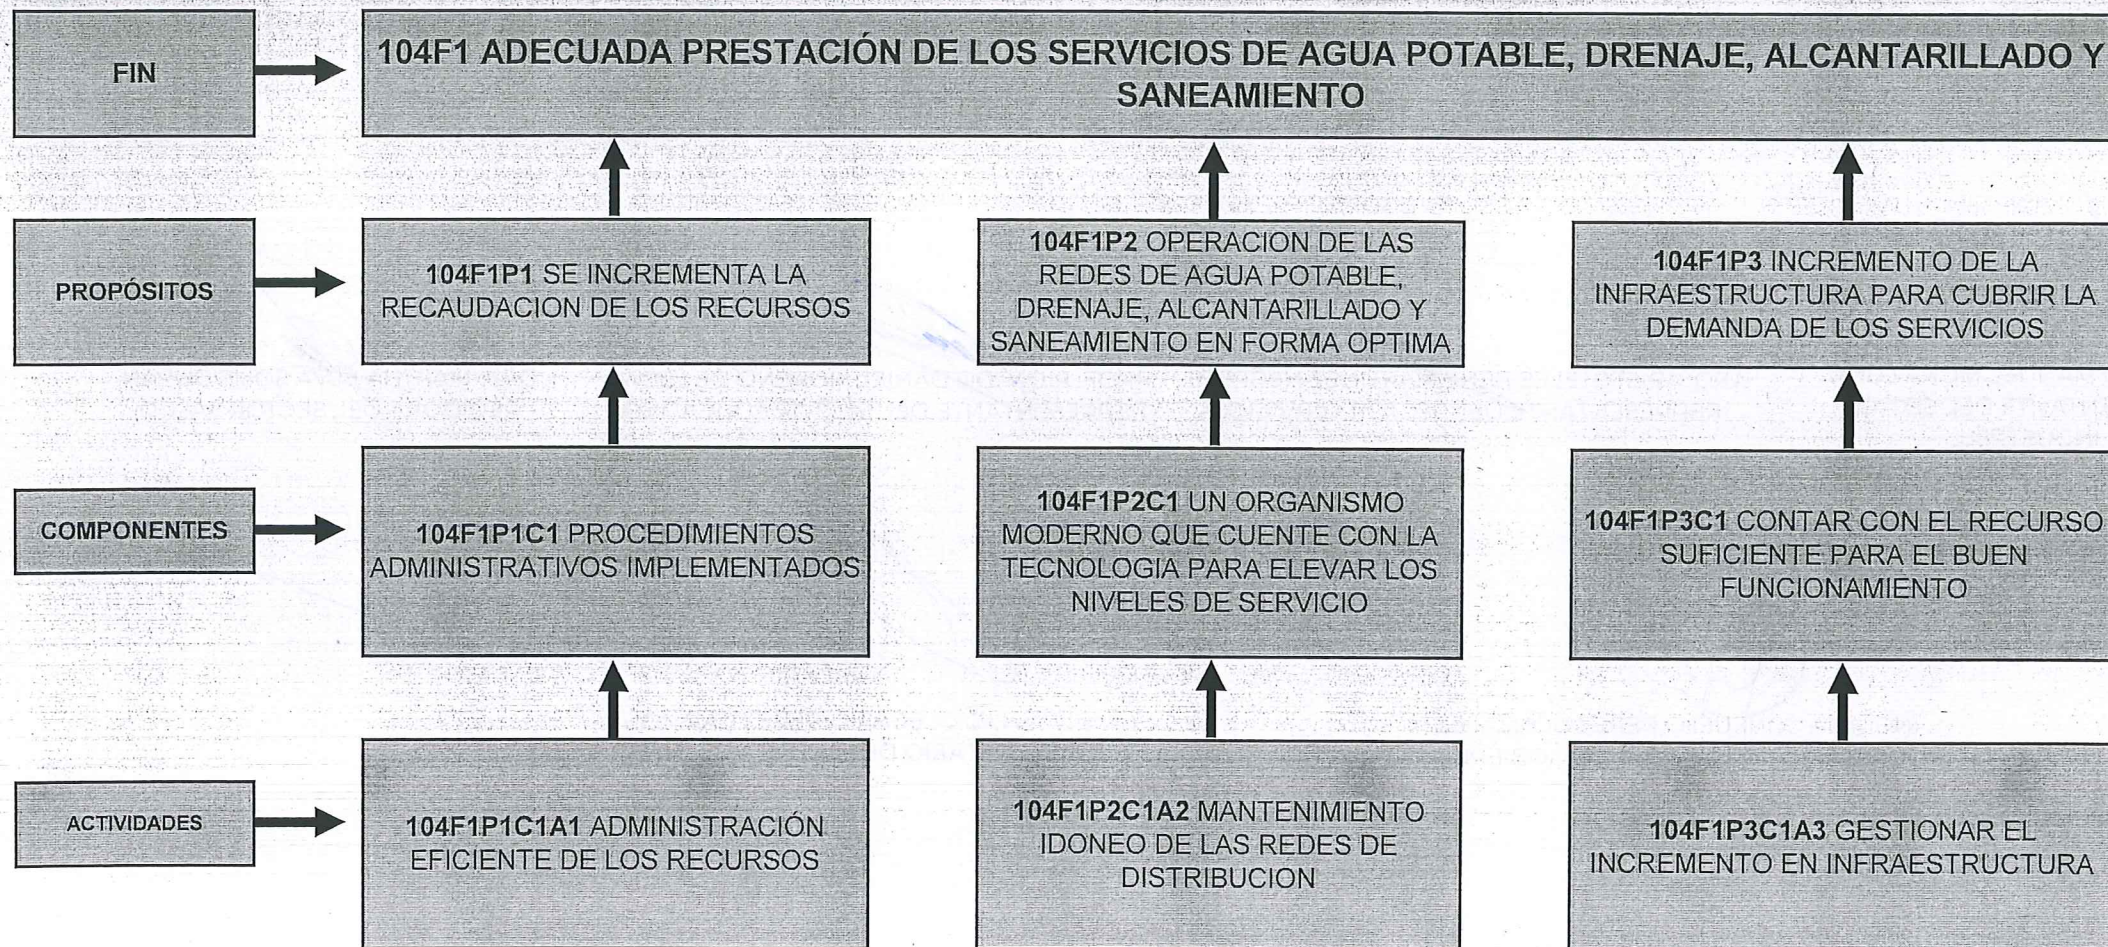 FIN
104F1 ADECUADA PRESTACIÓN DE LOS SERVICIOS DE AGUA POTABLE, DRENAJE, ALCANTARILLADO Y
SANEAMIENTO
PROPÓSITOS
104F1P1 SE INCREMENTA LA
RECAUDACION DE LOS RECURSOS
104F1P2 OPERACION DE LAS
REDES DE AGUA POTABLE,
DRENAJE, ALCANTARILLADO Y
SANEAMIENTO EN FORMA OPTIMA
104F1P3 INCREMENTO DE LA
INFRAESTRUCTURA PARA CUBRIR LA
DEMANDA DE LOS SERVICIOS
COMPONENTES
104F1P1C1 PROCEDIMIENTOS
ADMINISTRATIVOS IMPLEMENTADOS
104F1P2C1 UN ORGANISMO
MODERNO QUE CUENTE CON LA
TECNOLOGIA PARA ELEVAR LOS
NIVELES DE SERVICIO
104F1P3C1 CONTAR CON EL RECURSO
SUFICIENTE PARA EL BUEN
FUNCIONAMIENTO
ACTIVIDADES
104F1P1C1A1 ADMINISTRACIÓN
EFICIENTE DE LOS RECURSOS
104F1P2C1A2 MANTENIMIENTO
IDONEO DE LAS REDES DE
DISTRIBUCION
104F1P3C1A3 GESTIONAR EL
INCREMENTO EN INFRAESTRUCTURA